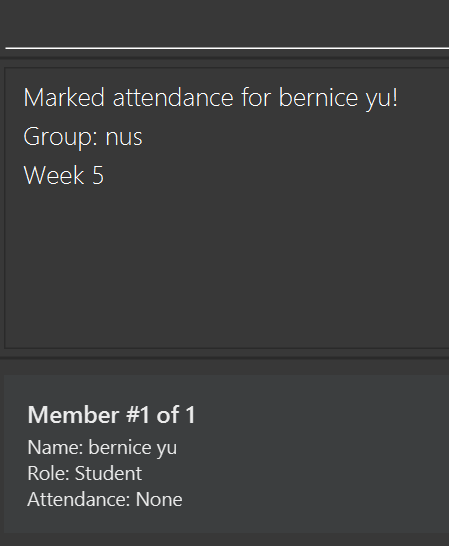 Marked attendance for bernice yu!
Group: nus
Week 5
Member #1 of 1
Name: bernice yu
Role: Student
Attendance: None